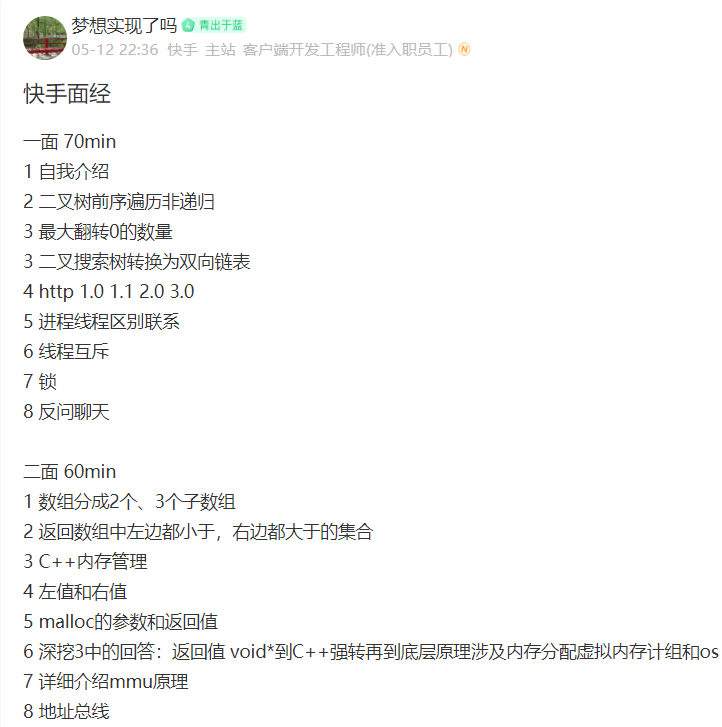 梦想实现了吗 青出于蓝
05-12 22:36 快手 主站 客户端开发工程师(准入职员工) N
快手面经
一面 70min
1 自我介绍
2 二叉树前序遍历非递归
3 最大翻转0的数量
3 二叉搜索树转换为双向链表
4 http 1.0 1.1 2.0 3.0
5 进程线程区别联系
6 线程互斥
7 锁
8 反问聊天
二面 60min
1 数组分成2个、3个子数组
2 返回数组中左边都小于，右边都大于的集合
3 C++内存管理
4 左值和右值
5 malloc的参数和返回值
6 深挖3中的回答：返回值 void*到C++强转再到底层原理涉及内存分配虚拟内存计组和os
7 详细介绍mmu原理
8 地址总线